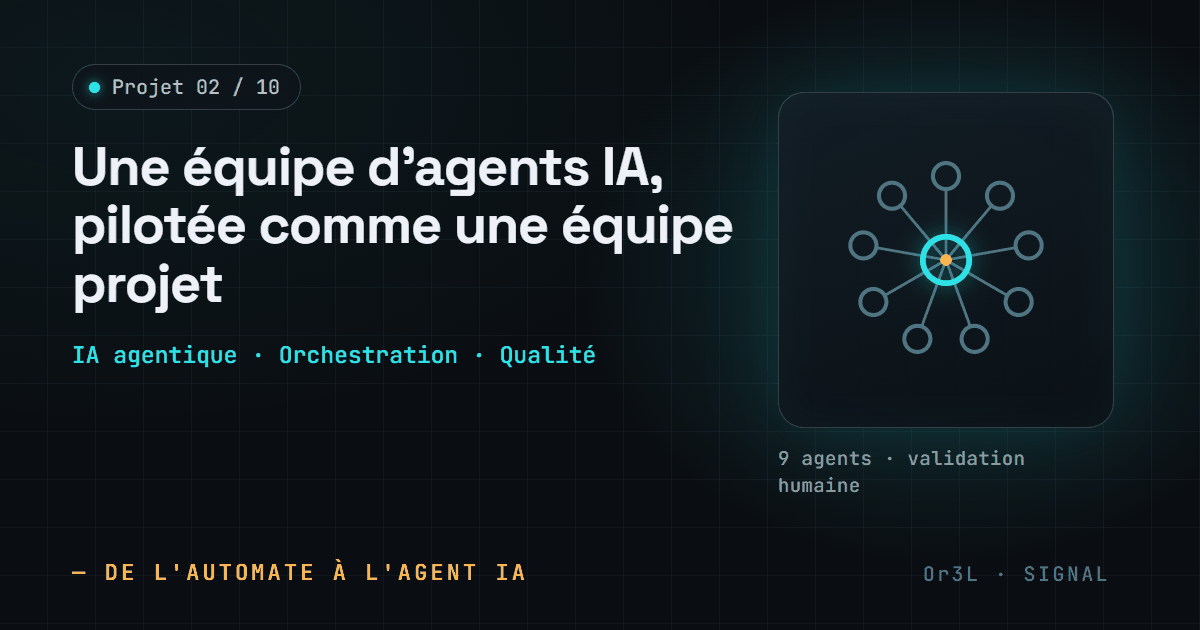 Projet 02 / 10
Une équipe d’agents IA,
pilotée comme une équipe
projet
IA agentique · Orchestration · Qualité
9 agents · validation
humaine
— DE L'AUTOMATE À L'AGENT IA
Or3L · SIGNAL